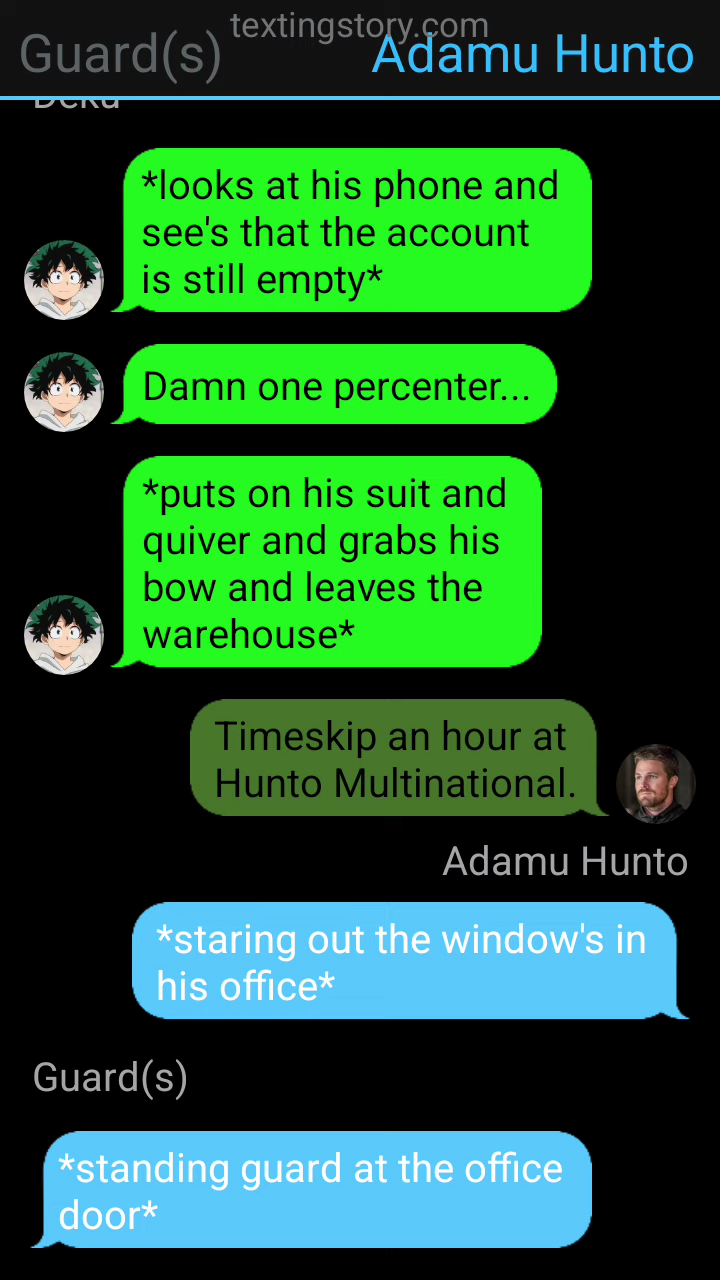 textingstory.com
Guard(s)
Adamu Hunto
Deku
*looks at his phone and
see's that the account
is still empty*
Damn one percenter...
*puts on his suit and
quiver and grabs his
bow and leaves the
warehouse*
Timeskip an hour at
Hunto Multinational.
Adamu Hunto
*staring out the window's in
his office*
Guard(s)
*standing guard at the office
door*